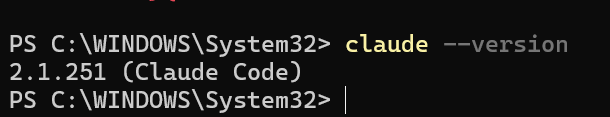 PS C:\WINDOWS\System32> claude --version
2.1.251 (Claude Code)
PS C:\WINDOWS\System32>